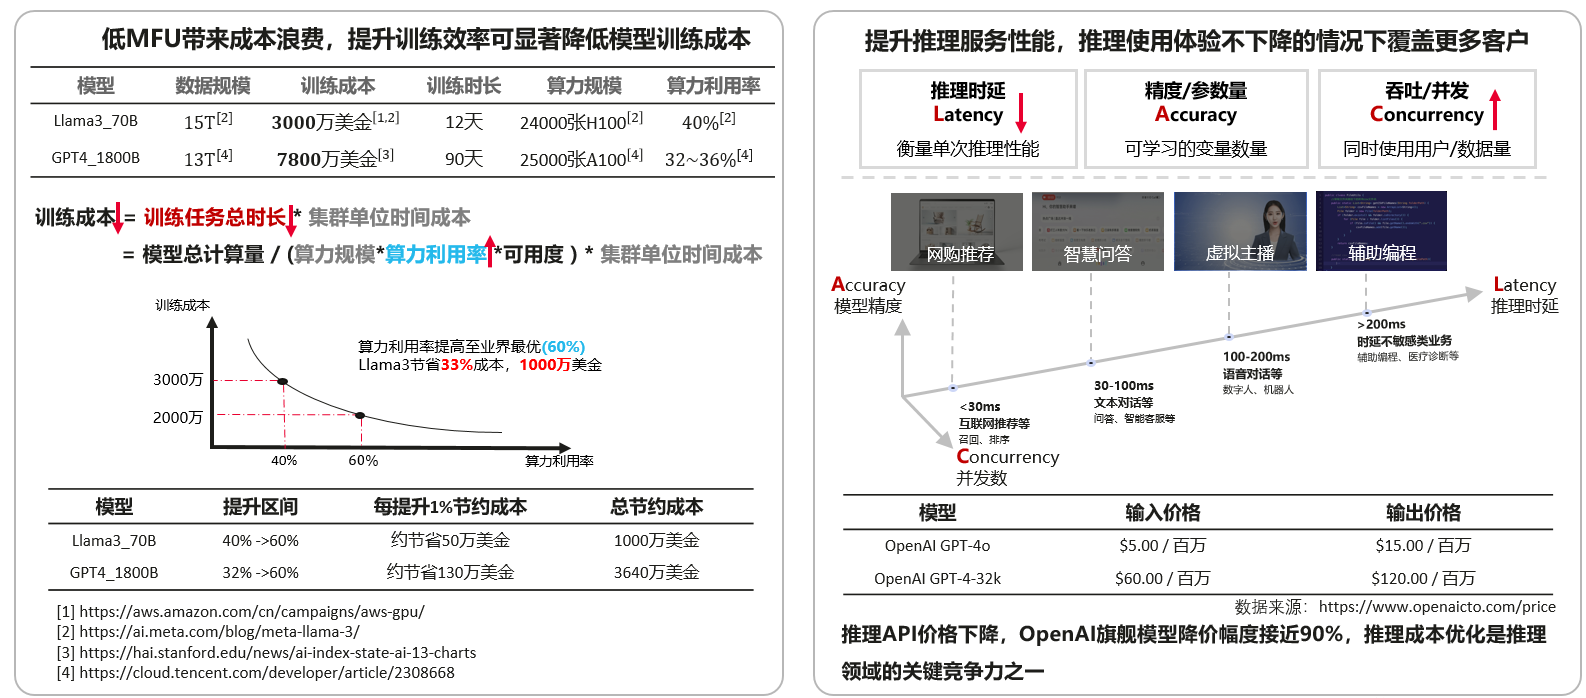 低MFU带来成本浪费，提升训练效率可显著降低模型训练成本
模型 数据规模 训练成本 训练时长 算力规模 算力利用率
Llama3_70B 15T[2] 3000万美金[1,2] 12天 24000张H100[2] 40%[2]
GPT4_1800B 13T[4] 7800万美金[3] 90天 25000张A100[4] 32~36%[4]
训练成本 = 训练任务总时长 * 集群单位时间成本
= 模型总计算量 / (算力规模*算力利用率 *可用度 ) * 集群单位时间成本
训练成本
算力利用率提高至业界最优(60%)
Llama3节省33%成本，1000万美金
3000万
2000万
40% 60% 算力利用率
模型 提升区间 每提升1%节约成本 总节约成本
Llama3_70B 40% ->60% 约节省50万美金 1000万美金
GPT4_1800B 32% ->60% 约节省130万美金 3640万美金
[1] https://aws.amazon.com/cn/campaigns/aws-gpu/
[2] https://ai.meta.com/blog/meta-llama-3/
[3] https://hai.stanford.edu/news/ai-index-state-ai-13-charts
[4] https://cloud.tencent.com/developer/article/2308668
提升推理服务性能，推理使用体验不下降的情况下覆盖更多客户
推理时延
Latency
衡量单次推理性能
精度/参数量
Accuracy
可学习的变量数量
吞吐/并发
Concurrency
同时使用用户/数据量
网购推荐 智慧问答 虚拟主播 辅助编程
Accuracy
模型精度
Latency
推理时延
<30ms
互联网推荐等
召回、排序
30-100ms
文本对话等
问答、智能客服等
100-200ms
语音对话等
数字人、机器人
>200ms
时延不敏感类业务
辅助编程、医疗诊断等
Concurrency
并发数
模型 输入价格 输出价格
OpenAI GPT-4o $5.00 / 百万 $15.00 / 百万
OpenAI GPT-4-32k $60.00 / 百万 $120.00 / 百万
数据来源：https://www.openaicto.com/price
推理API价格下降，OpenAI旗舰模型降价幅度接近90%，推理成本优化是推理
领域的关键竞争力之一